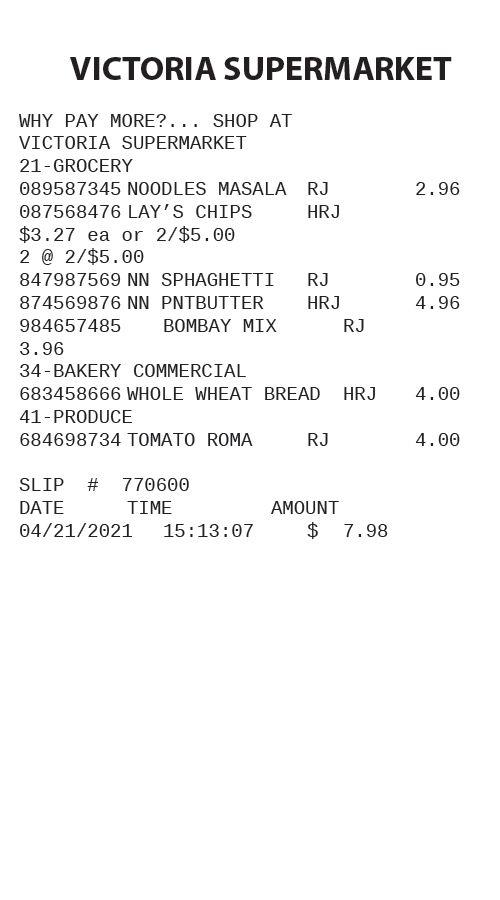 VICTORIA SUPERMARKET
WHY PAY MORE?... SHOP AT
VICTORIA SUPERMARKET
21-GROCERY
089587345 NOODLES MASALA RJ 2.96
087568476 LAY’S CHIPS HRJ
$3.27 ea or 2/$5.00
2 @ 2/$5.00
847987569 NN SPHAGHETTI RJ 0.95
874569876 NN PNTBUTTER HRJ 4.96
984657485 BOMBAY MIX RJ
3.96
34-BAKERY COMMERCIAL
683458666 WHOLE WHEAT BREAD HRJ 4.00
41-PRODUCE
684698734 TOMATO ROMA RJ 4.00
SLIP # 770600
DATE TIME AMOUNT
04/21/2021 15:13:07 $ 7.98